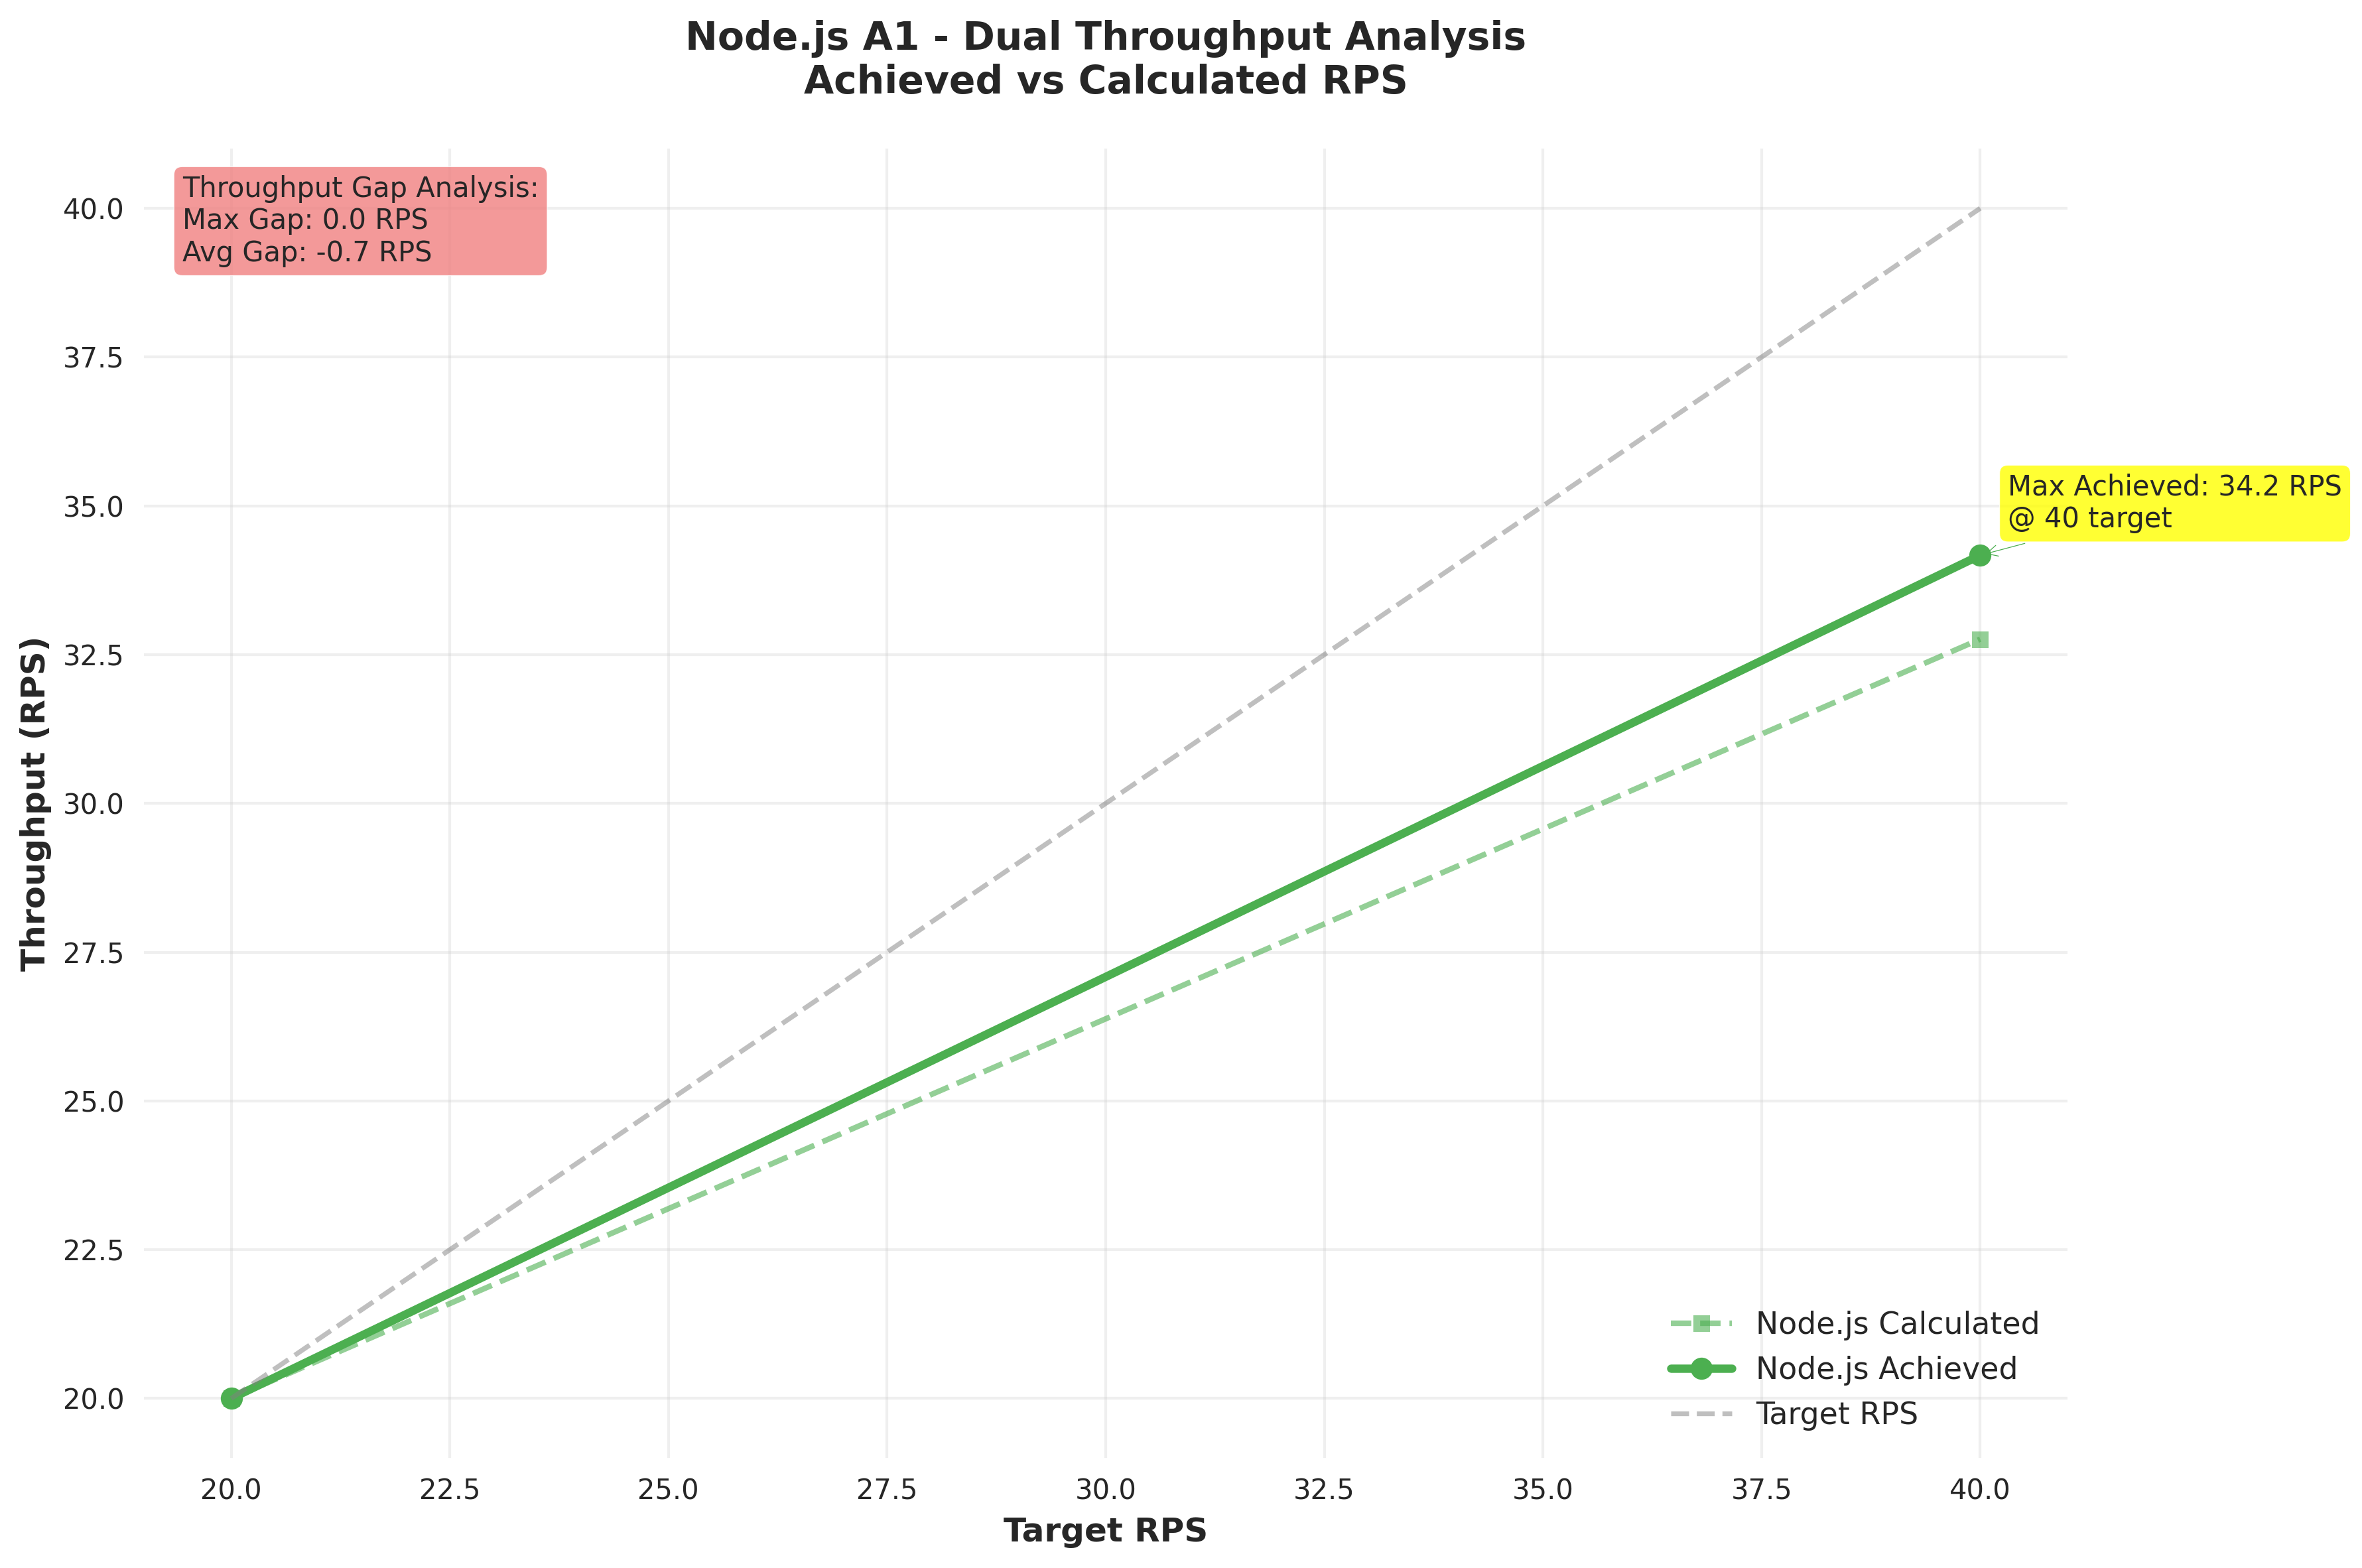 Node.js A1 - Dual Throughput Analysis
Achieved vs Calculated RPS
Throughput Gap Analysis:
Max Gap: 0.0 RPS
Avg Gap: -0.7 RPS
Max Achieved: 34.2 RPS
@ 40 target
Throughput (RPS)
40.0
37.5
35.0
32.5
30.0
27.5
25.0
22.5
20.0
Node.js Calculated
Node.js Achieved
Target RPS
20.0 22.5 25.0 27.5 30.0 32.5 35.0 37.5 40.0
Target RPS